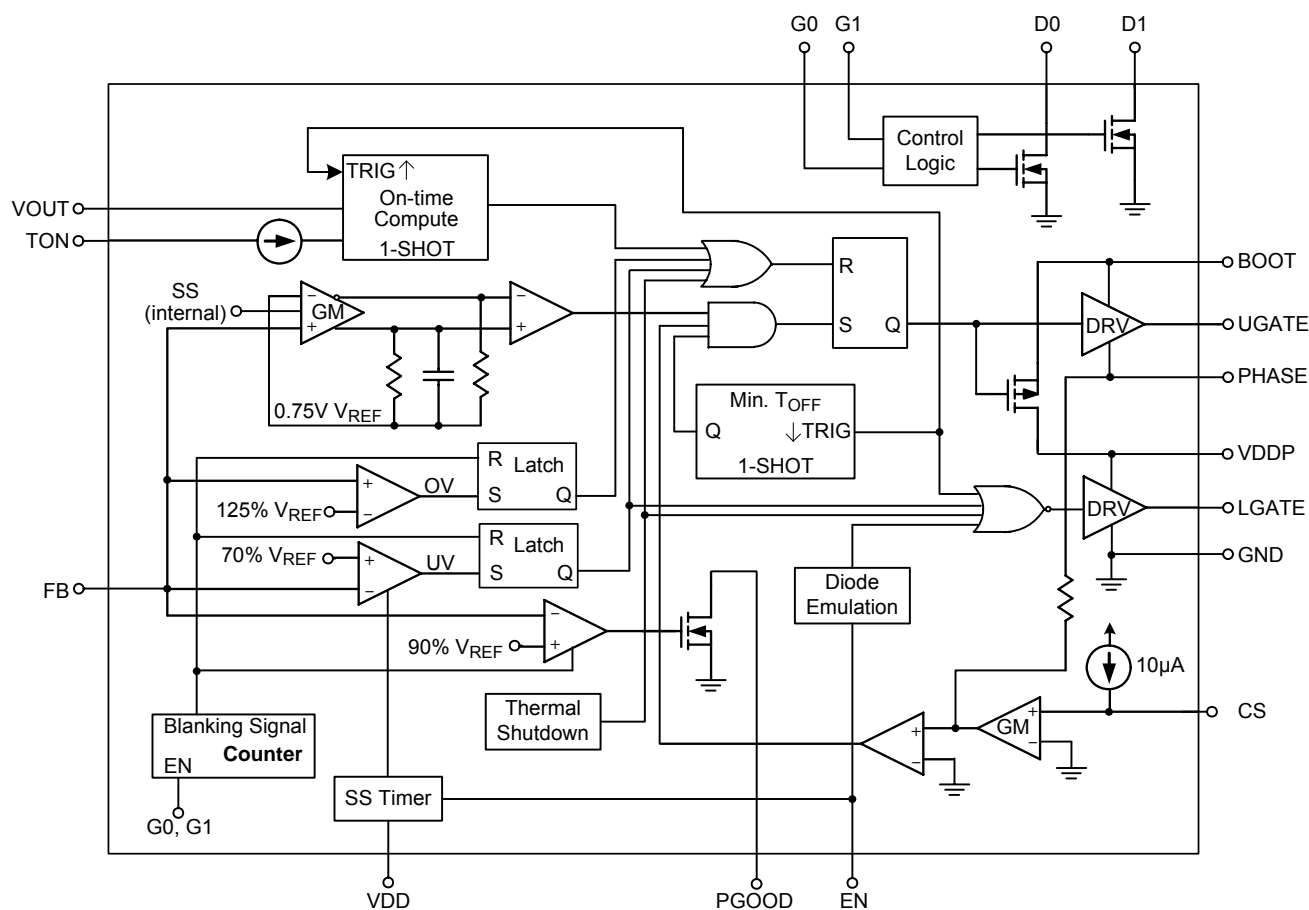 G0 G1 D0 D1
Control
Logic
TRIG ↑
On-time
Compute
1-SHOT
VOUT
TON
SS
(internal)
−
GM
+
−
+
0.75V VREF
R
S Q
BOOT
DRV
UGATE
PHASE
Min. TOFF
Q ↓TRIG
1-SHOT
VDDP
DRV
LGATE
GND
R Latch
S Q
+
−
OV
125% VREF
R Latch
S Q
70% VREF
+
−
UV
FB
−
+
90% VREF
Diode
Emulation
10µA
CS
+
GM
−
+
−
Thermal
Shutdown
Blanking Signal
Counter
EN
G0, G1
SS Timer
VDD PGOOD EN